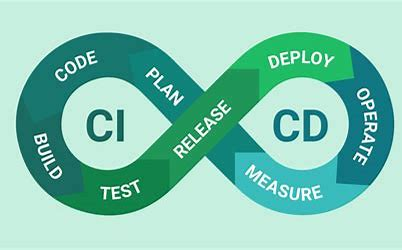 CI
CD
PLAN
CODE
BUILD
TEST
RELEASE
DEPLOY
OPERATE
MEASURE